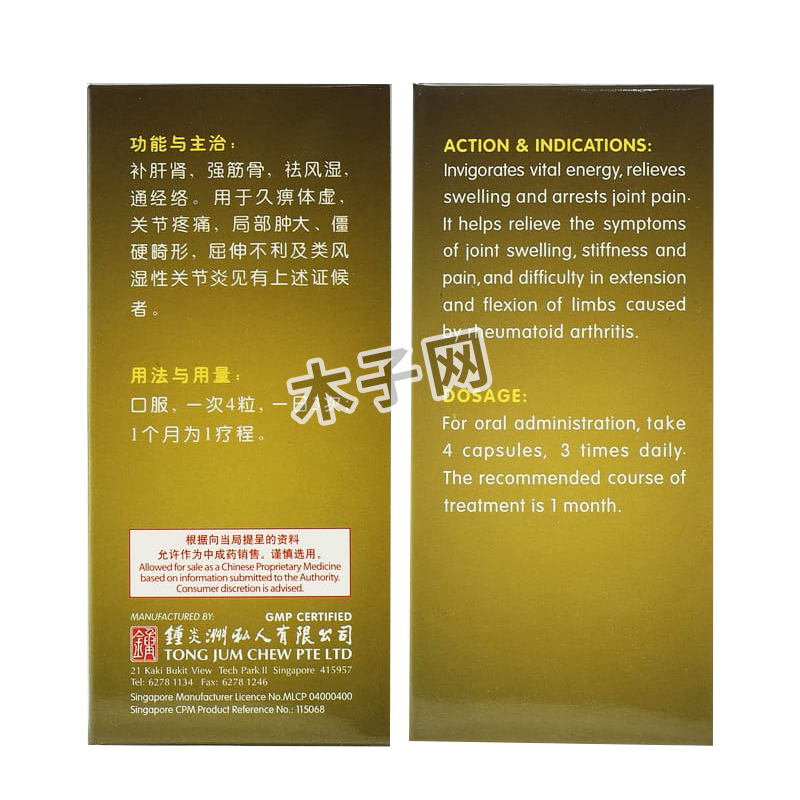 功能与主治：
补肝肾，强筋骨，祛风湿，
通经络。用于久痹体虚，
关节疼痛，局部肿大、僵
硬畸形，屈伸不利及类风
湿性关节炎见有上述证候
者。
用法与用量：
口服，一次4粒，一日3次；
1个月为1疗程。
根据向当局提呈的资料
允许作为中成药销售。谨慎选用。
Allowed for sale as a Chinese Proprietary Medicine
based on information submitted to the Authority.
Consumer discretion is advised.
MANUFACTURED BY: GMP CERTIFIED
鍾炎洲私人有限公司
TONG JUM CHEW PTE LTD
21 Kaki Bukit View Tech Park II Singapore 415957
Tel: 6278 1134 Fax: 6278 1246
Singapore Manufacturer Licence No.MLCP 04000400
Singapore CPM Product Reference No.: 115068
ACTION & INDICATIONS:
Invigorates vital energy, relieves
swelling and arrests joint pain.
It helps relieve the symptoms
of joint swelling, stiffness and
pain, and difficulty in extension
and flexion of limbs caused
by rheumatoid arthritis.
DOSAGE:
For oral administration, take
4 capsules, 3 times daily.
The recommended course of
treatment is 1 month.
木子网